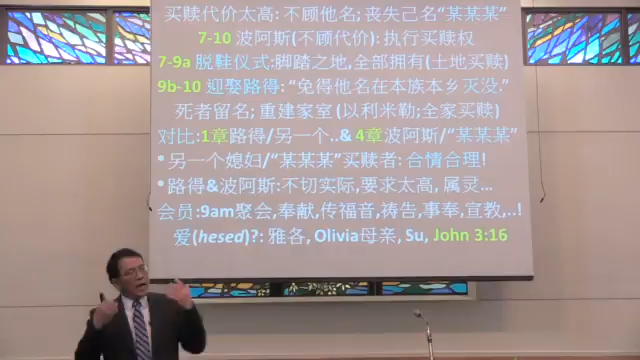 买赎代价太高: 不顾他名; 丧失己名“某某某”
7-10 波阿斯(不顾代价): 执行买赎权
7-9a 脱鞋仪式:脚踏之地,全部拥有(土地买赎)
9b-10 迎娶路得: “免得他名在本族本乡灭没.”
死者留名; 重建家室 (以利米勒;全家买赎)
对比:1章路得/另一个..& 4章波阿斯/“某某某”
*另一个媳妇/“某某某”买赎者: 合情合理!
*路得&波阿斯:不切实际,要求太高, 属灵...
会员:9am聚会,奉献,传福音,祷告,事奉,宣教,..!
爱(hesed)?: 雅各, Olivia母亲, Su, John 3:16